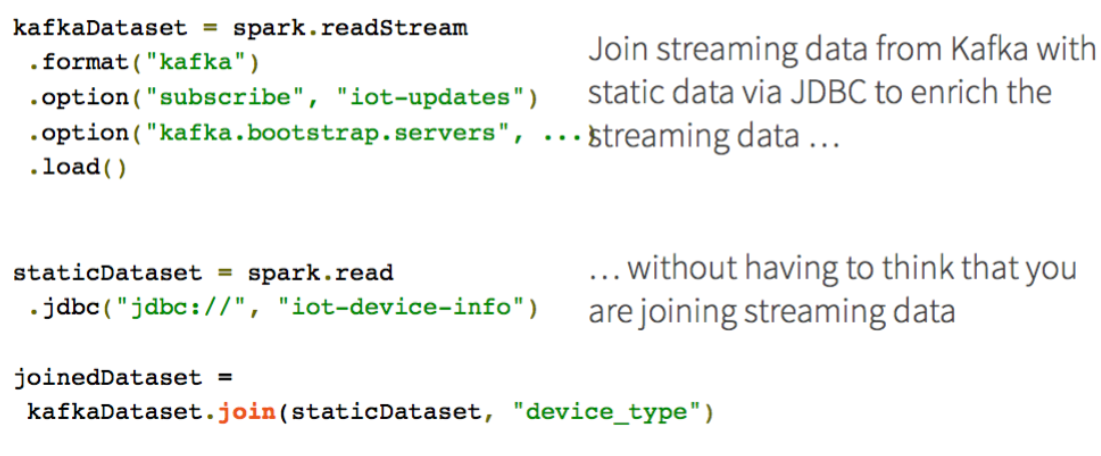 kafkaDataset = spark.readStream
.format("kafka")
.option("subscribe", "iot-updates")
.option("kafka.bootstrap.servers", ...)
.load()
Join streaming data from Kafka with
static data via JDBC to enrich the
streaming data ...
staticDataset = spark.read
.jdbc("jdbc://", "iot-device-info")
... without having to think that you
are joining streaming data
joinedDataset =
kafkaDataset.join(staticDataset, "device_type")